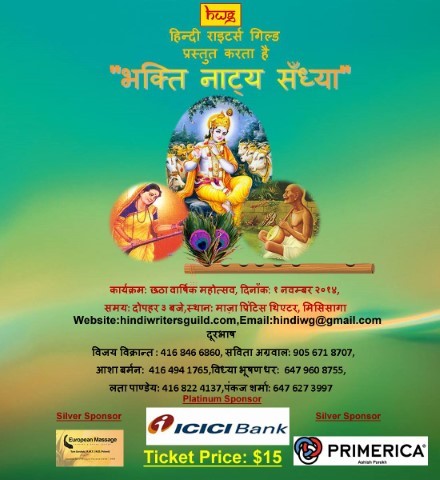 hwg
हिन्दी राइटर्स गिल्ड
प्रस्तुत करता है
"भक्ति नाट्य सँध्या"
कार्यक्रम: छठा वार्षिक महोत्सव, दिनाँक: १ नवम्बर २०१४,
समय: दोपहर ३ बजे,स्थान: माज़ा प्रिंटिस थिएटर, मिसिसागा
Website:hindiwritersguild.com,Email:hindiwg@gmail.com
दूरभाष
विजय विक्रान्त : 416 846 6860, सविता अग्रवाल: 905 671 8707,
आशा बर्मन: 416 494 1765,विध्या भूषण धर: 647 960 8755,
लता पाण्डेय: 416 822 4137,पंकज शर्मा: 647 627 3997
Platinum Sponsor
Silver Sponsor
Silver Sponsor
European Massage
ICICI Bank
PRIMERICA
Ashish Parekh
Ticket Price: $15